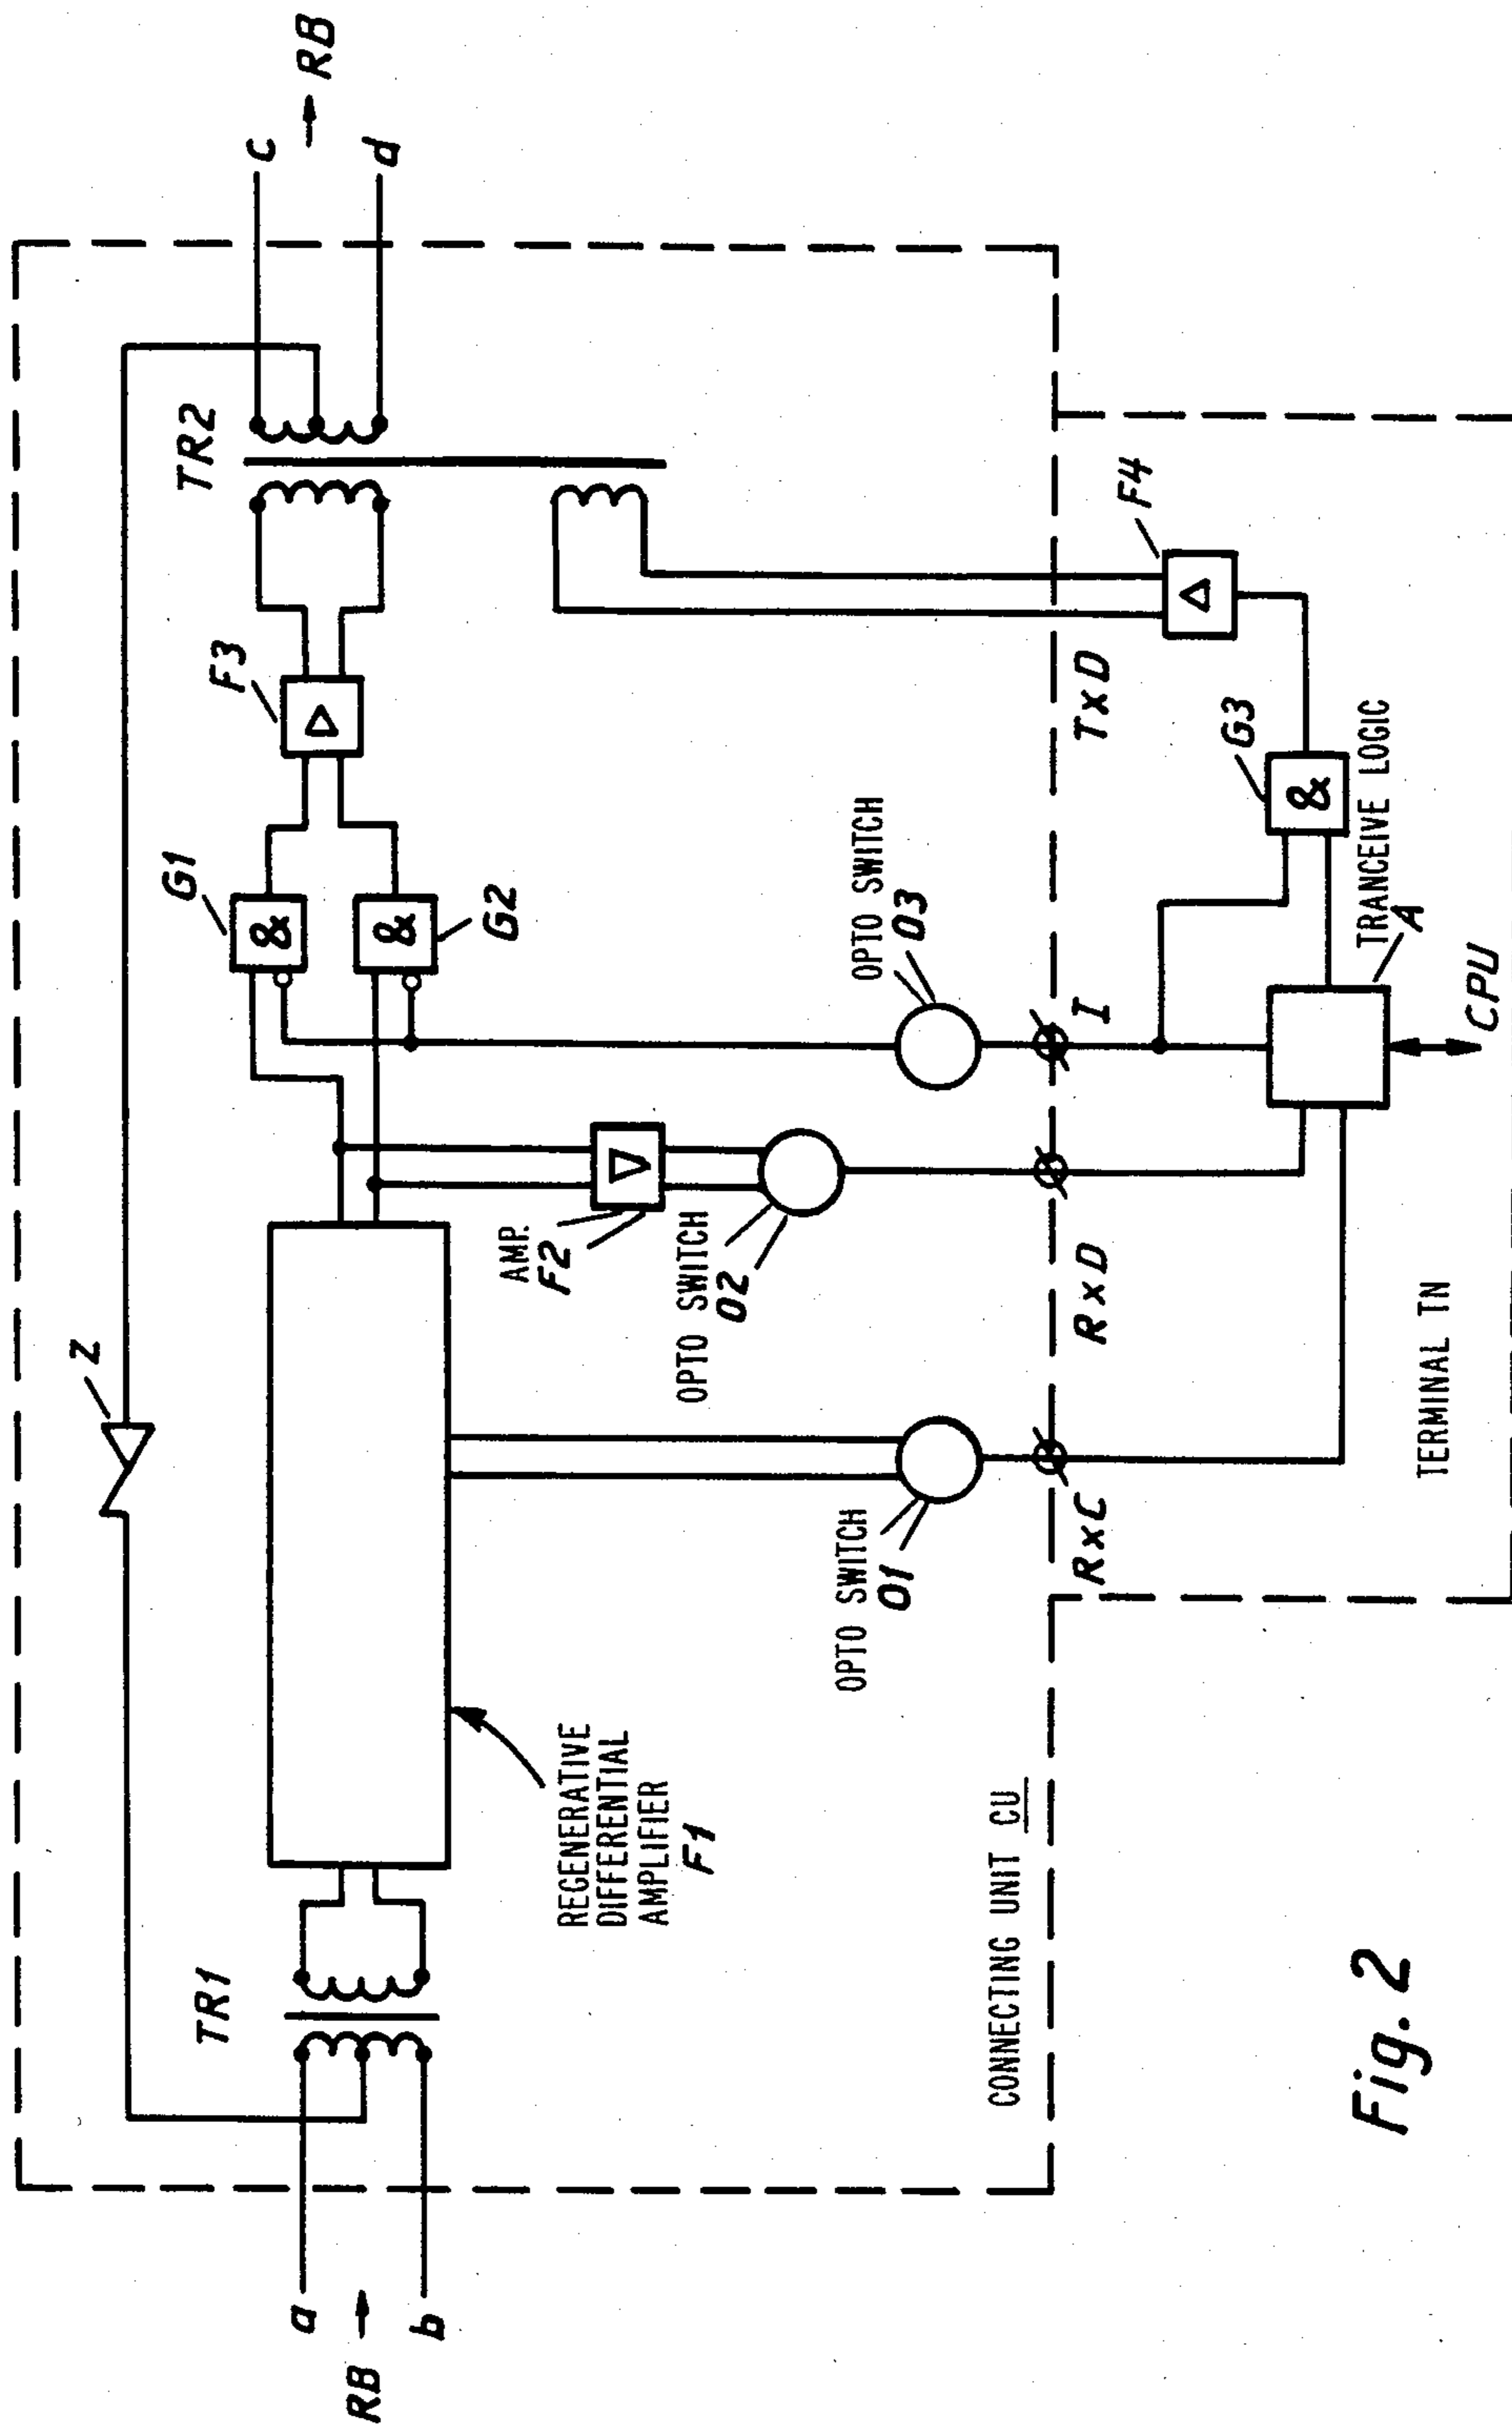 Z
TR1
TR2
a
RB
b
c
RB
d
F3
G1
&
&
G2
REGENERATIVE
DIFFERENTIAL
AMPLIFIER
F1
AMP.
F2
OPTO SWITCH
O1
OPTO SWITCH
O2
OPTO SWITCH
O3
CONNECTING UNIT CU
RxC
RxD
I
TxD
F4
G3
&
TRANCEIVE LOGIC
A
CPU
TERMINAL TN
Fig. 2